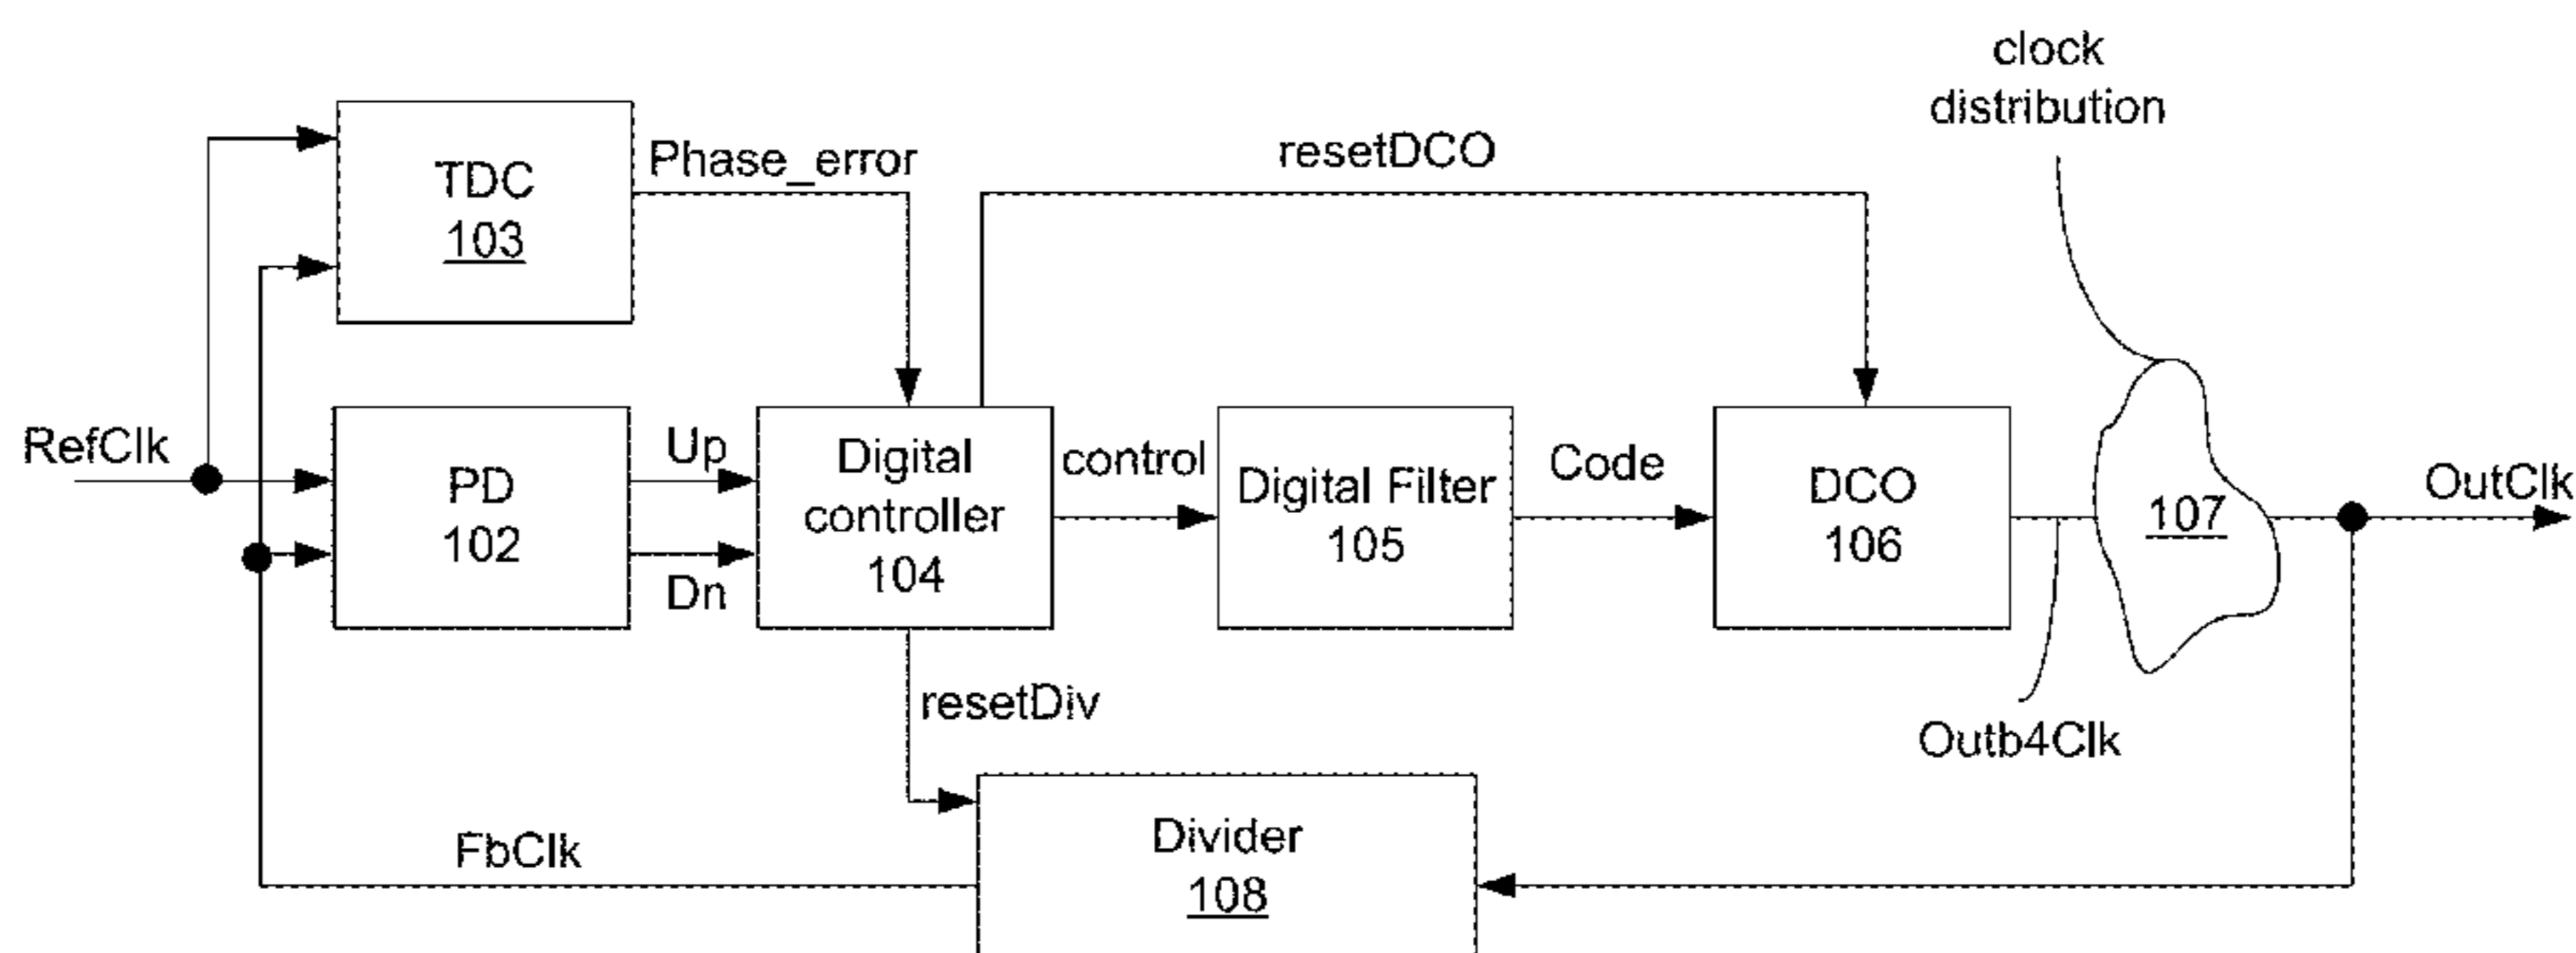 clock
distribution
TDC
103
Phase_error
resetDCO
RefClk
PD
102
Up
Dn
Digital
controller
104
control
Digital Filter
105
Code
DCO
106
107
OutClk
resetDiv
Outb4Clk
FbClk
Divider
108